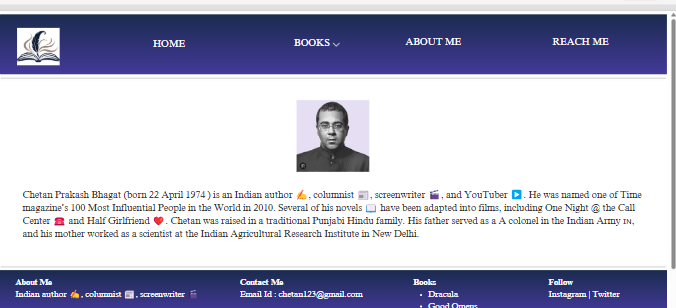 HOME BOOKS ABOUT ME REACH ME
Chetan Prakash Bhagat (born 22 April 1974 ) is an Indian author ✍️, columnist 📰, screenwriter 🎬, and YouTuber ▶️. He was named one of Time
magazine's 100 Most Influential People in the World in 2010. Several of his novels 📖 have been adapted into films, including One Night @ the Call
Center ☎️ and Half Girlfriend ❤️. Chetan was raised in a traditional Punjabi Hindu family. His father served as a A colonel in the Indian Army ɪɴ,
and his mother worked as a scientist at the Indian Agricultural Research Institute in New Delhi.
About Me Contact Me Books Follow
Indian author ✍️, columnist 📰, screenwriter 🎬 Email Id : chetan123@gmail.com • Dracula Instagram | Twitter
• Good Omens